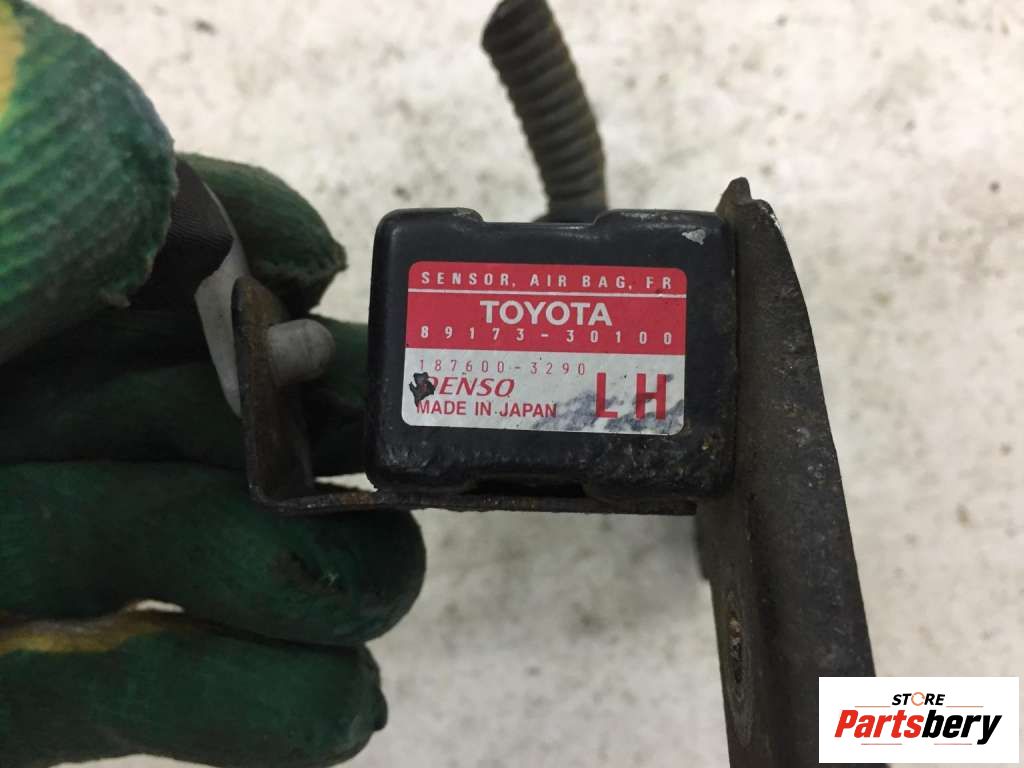 SENSOR, AIR BAG, FR
TOYOTA
89173-30100
187600-3290
DENSO
MADE IN JAPAN
LH
STORE
Partsbery